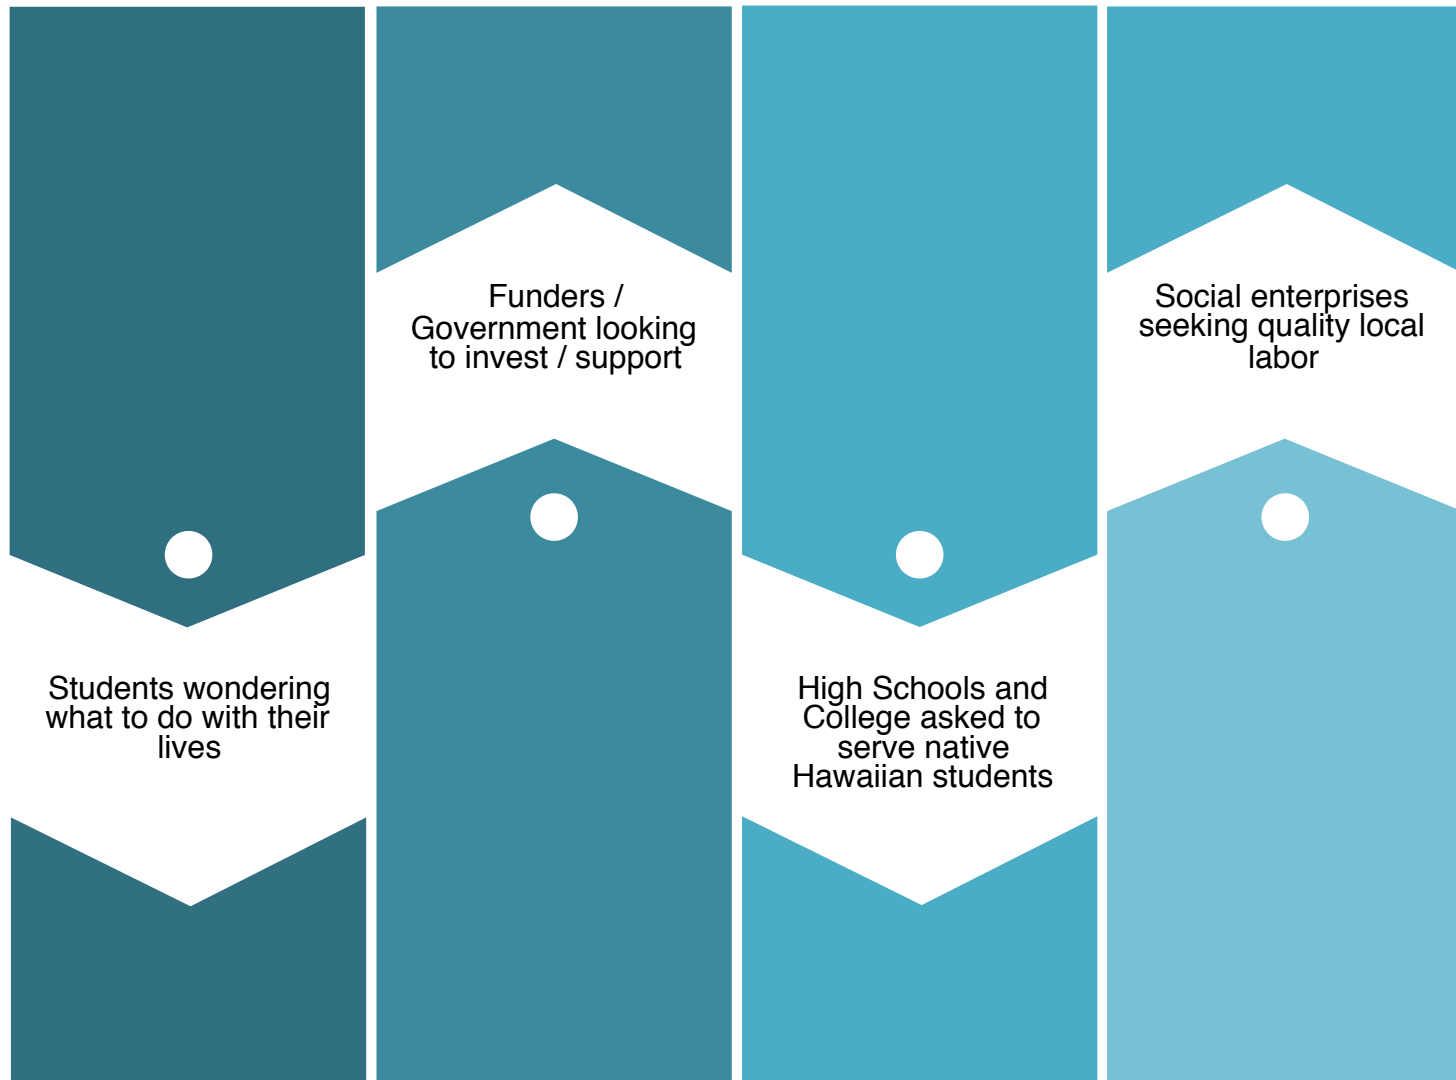 Students wondering
what to do with their
lives
Funders /
Government looking
to invest / support
High Schools and
College asked to
serve native
Hawaiian students
Social enterprises
seeking quality local
labor